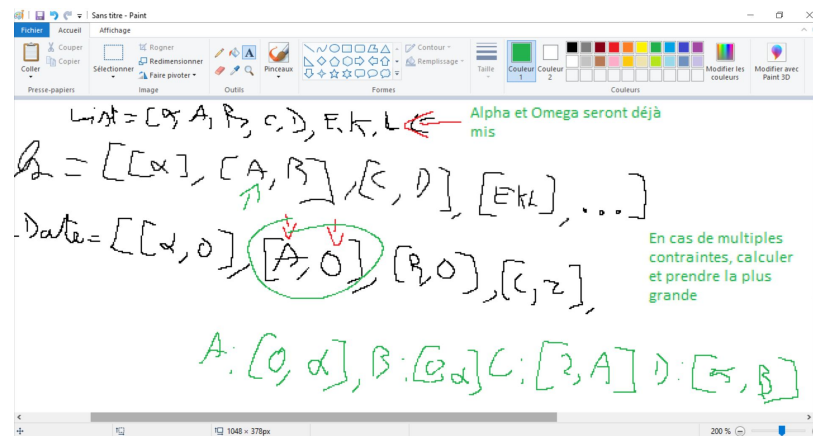 Sans titre - Paint
Fichier Accueil Affichage
Coller
Couper
Copier
Presse-papiers
Sélectionner
Rogner
Redimensionner
Faire pivoter
Image
A
Outils
Pinceaux
Contour
Remplissage
Formes
Taille
Couleur 1
Couleur 2
Modifier les couleurs
Couleurs
Modifier avec Paint 3D
List = [α, A, B, C, D, E, K, L
Alpha et Omega seront déjà
mis
= [[α], [A, B], [C, D], [EKL], ...]
Date = [[α, 0], [A, 0], [B, 0], [C, 2],
En cas de multiples
contraintes, calculer
et prendre la plus
grande
A: [0, α], B: [0, α] C: [2, A] D: [5, B]
1048 × 378px
200 %